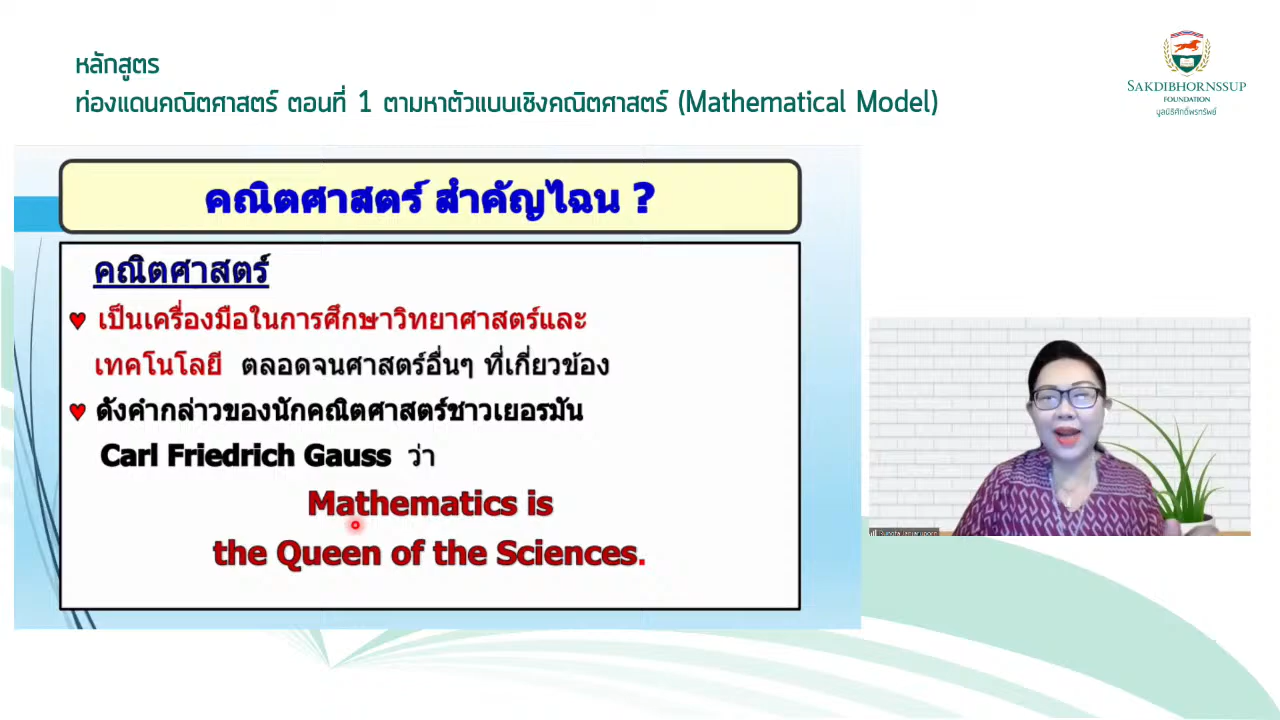 หลักสูตร
ท่องแดนคณิตศาสตร์ ตอนที่ 1 ตามหาตัวแบบเชิงคณิตศาสตร์ (Mathematical Model)
SAKDIBHORNSSUP
FOUNDATION
มูลนิธิศักดิ์พรทรัพย์
คณิตศาสตร์ สำคัญไฉน ?
คณิตศาสตร์
♥ เป็นเครื่องมือในการศึกษาวิทยาศาสตร์และ
เทคโนโลยี ตลอดจนศาสตร์อื่นๆ ที่เกี่ยวข้อง
♥ ดังคำกล่าวของนักคณิตศาสตร์ชาวเยอรมัน
Carl Friedrich Gauss ว่า
Mathematics is
the Queen of the Sciences.